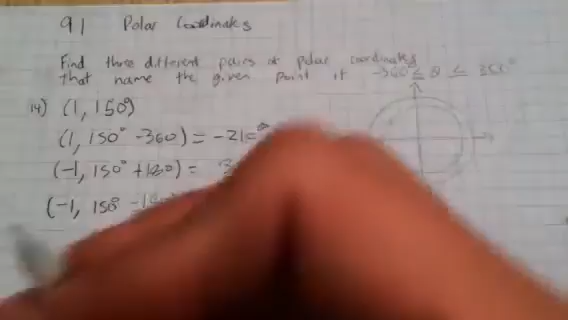 9.1 Polar Coordinates
Find three different pairs of polar coordinates
that name the given point if -360 ≤ θ ≤ 360°
14) (1, 150°)
(1, 150° -360) = -210°
(-1, 150° +180) =
(-1, 150°